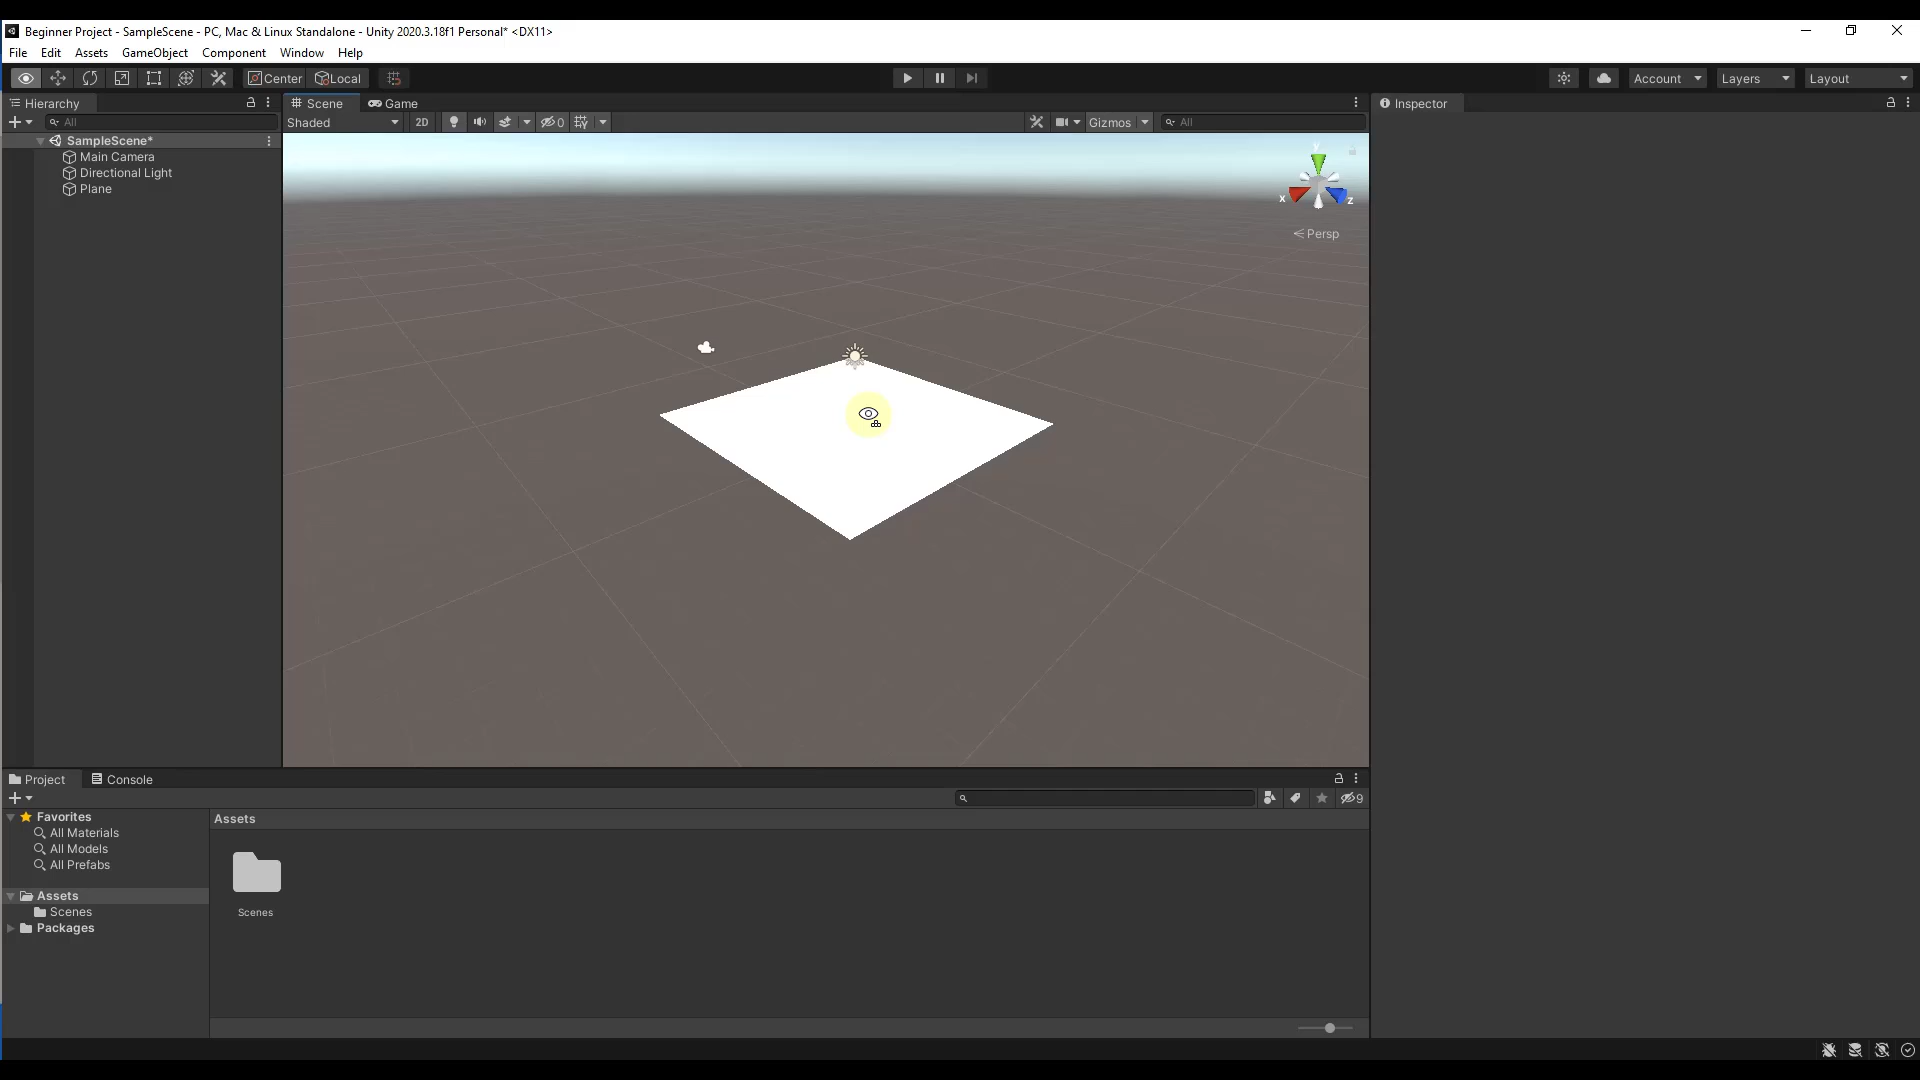 Beginner Project - SampleScene - PC, Mac & Linux Standalone - Unity 2020.3.18f1 Personal* <DX11>
File Edit Assets GameObject Component Window Help
Center Local Account Layers Layout
Hierarchy Scene Game Inspector
All Shaded 2D 0 Gizmos All
SampleScene*
Main Camera
Directional Light
Plane
y
x z
Persp
Project Console
9
Favorites Assets
All Materials
All Models
All Prefabs
Assets
Scenes Scenes
Packages